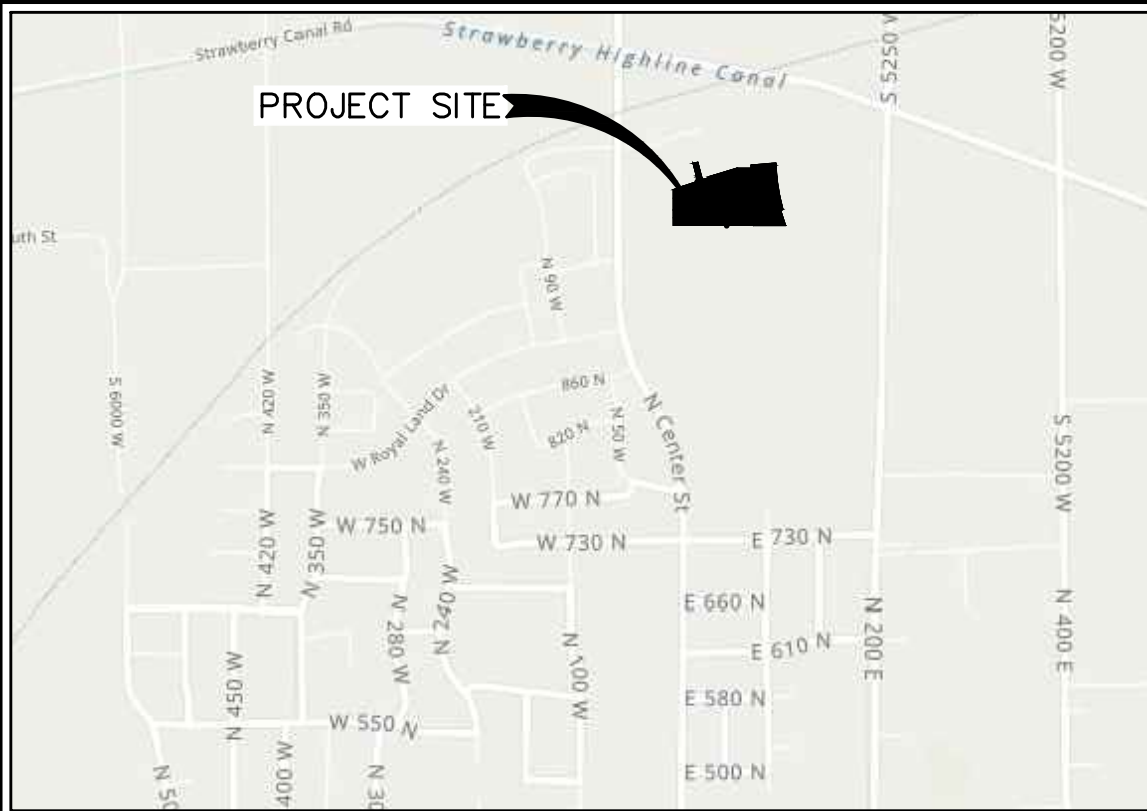 Strawberry Canal Rd
Strawberry Highline Canal
S 5250 W
5200 W
PROJECT SITE
uth St
N 90 W
S 6000 W
N 420 W
N 350 W
W Royal Land Dr
860 N
210 W
820 N
N 50 W
N Center St
N 240 W
S 5200 W
W 770 N
W 750 N
W 730 N
E 730 N
N 420 W
N 350 W
N 280 W
N 240 W
E 660 N
E 610 N
N 200 E
N 400 E
N 100 W
N 450 W
E 580 N
W 550 N
400 W
E 500 N